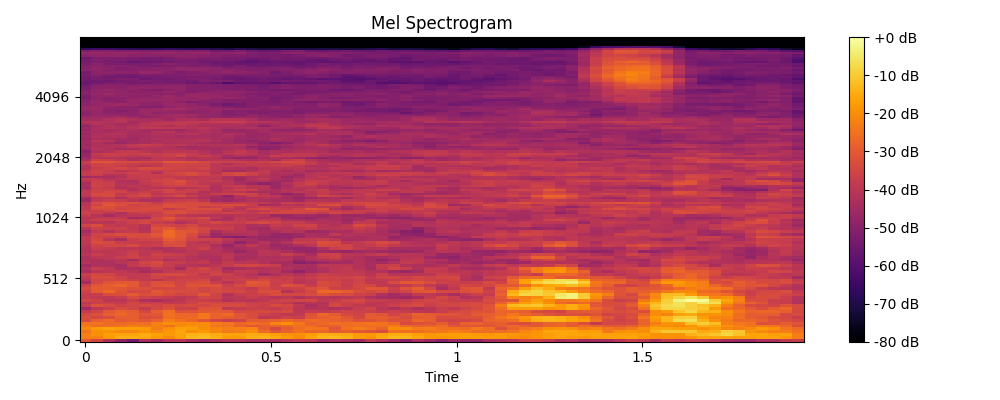 Mel Spectrogram
Hz
4096
2048
1024
512
0
0
0.5
1
1.5
Time
+0 dB
-10 dB
-20 dB
-30 dB
-40 dB
-50 dB
-60 dB
-70 dB
-80 dB